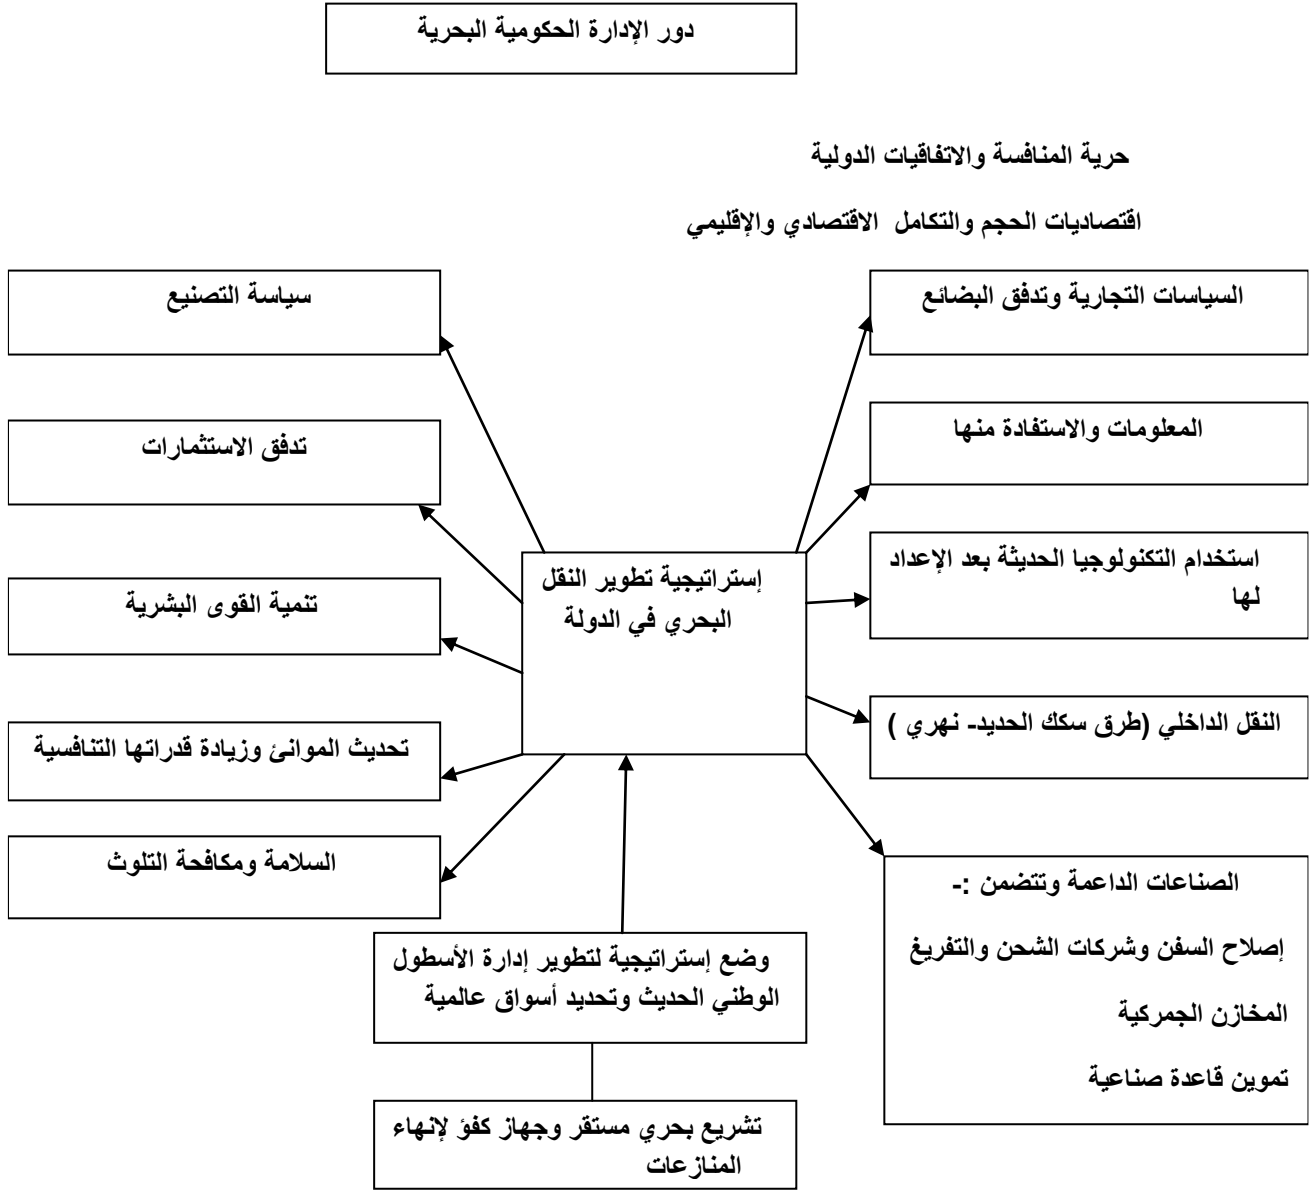 دور الإدارة الحكومية البحرية
حرية المنافسة والاتفاقيات الدولية
اقتصاديات الحجم والتكامل الاقتصادي والإقليمي
السياسات التجارية وتدفق البضائع
سياسة التصنيع
المعلومات والاستفادة منها
تدفق الاستثمارات
استخدام التكنولوجيا الحديثة بعد الإعداد
لها
إستراتيجية تطوير النقل
البحري في الدولة
تنمية القوى البشرية
النقل الداخلي (طرق سكك الحديد- نهري )
تحديث الموانئ وزيادة قدراتها التنافسية
السلامة ومكافحة التلوث
الصناعات الداعمة وتتضمن :-
إصلاح السفن وشركات الشحن والتفريغ
المخازن الجمركية
تموين قاعدة صناعية
وضع إستراتيجية لتطوير إدارة الأسطول
الوطني الحديث وتحديد أسواق عالمية
تشريع بحري مستقر وجهاز كفؤ لإنهاء
المنازعات